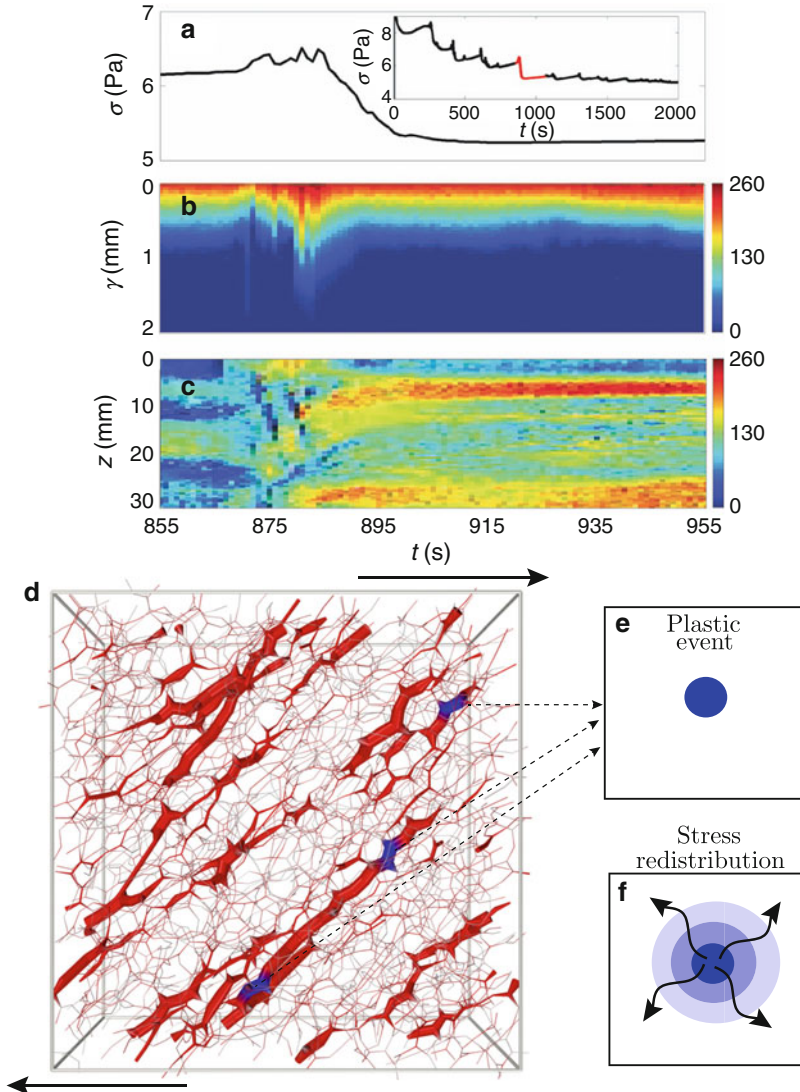 7
a
6
5
σ (Pa)
8
6
4
σ (Pa)
0
500
1000
1500
2000
t (s)
b
0
1
2
γ (mm)
260
130
0
c
0
10
20
30
z (mm)
260
130
0
855
875
895
915
935
955
t (s)
d
e
Plastic
event
Stress
redistribution
f